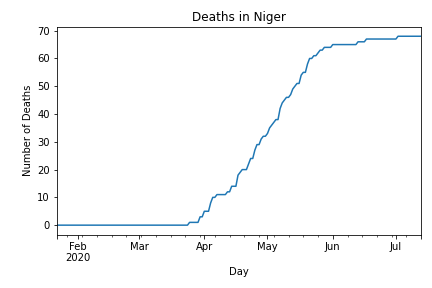 Deaths in Niger
Number of Deaths
70
60
50
40
30
20
10
0
Feb
2020
Mar
Apr
May
Jun
Jul
Day